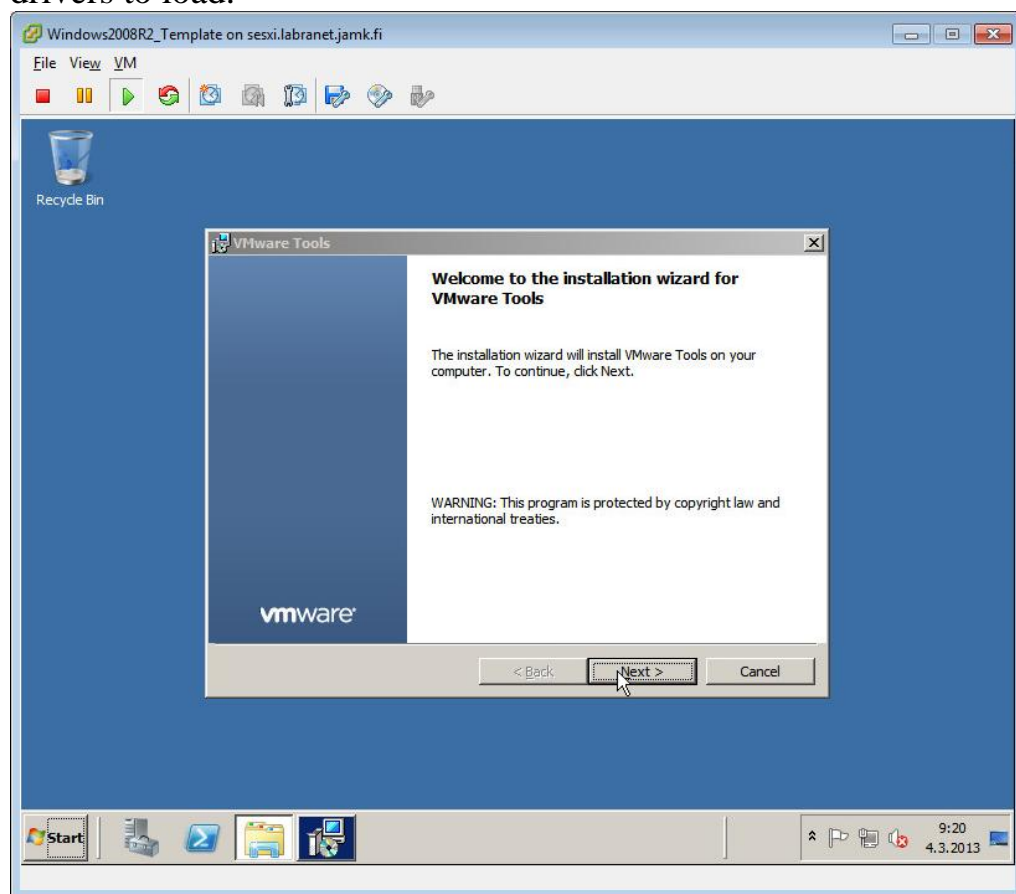 drivers to load.
Windows2008R2_Template on sesxi.labranet.jamk.fi
File View VM
Recycle Bin
VMware Tools
Welcome to the installation wizard for
VMware Tools
The installation wizard will install VMware Tools on your
computer. To continue, click Next.
WARNING: This program is protected by copyright law and
international treaties.
vmware
< Back Next > Cancel
Start
9:20
4.3.2013